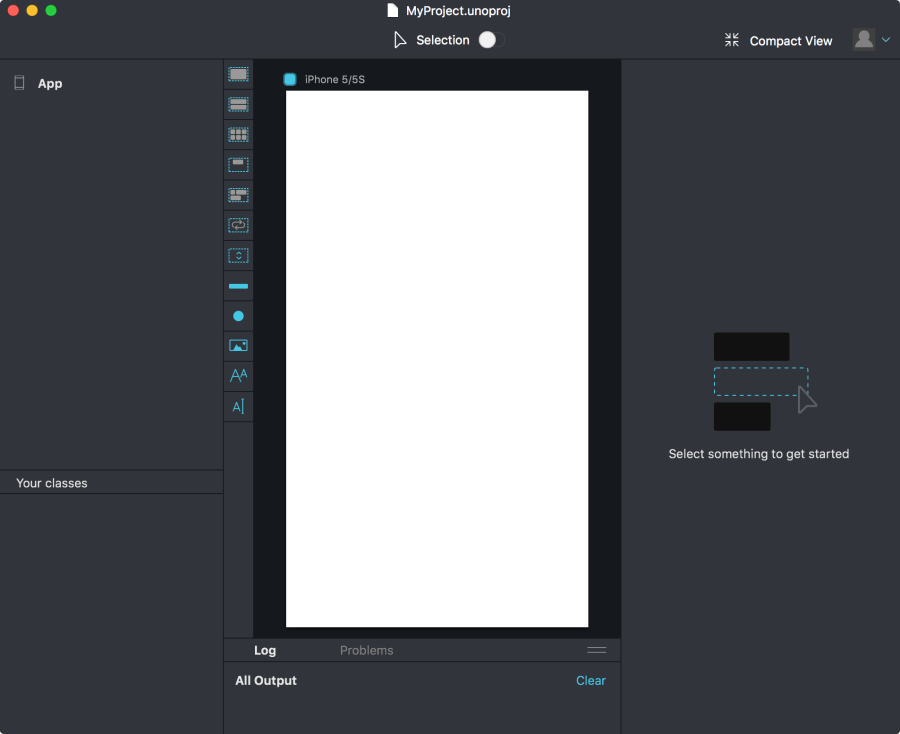 MyProject.unoproj
Selection
Compact View
App
iPhone 5/5S
AA
A
Select something to get started
Your classes
Log Problems
All Output Clear